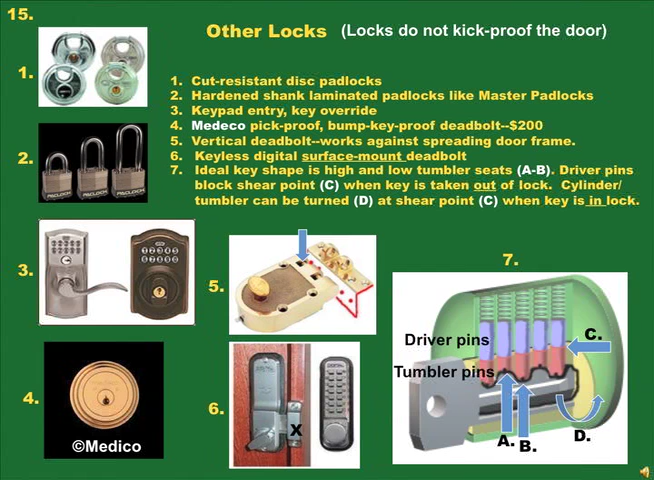 15.
Other Locks (Locks do not kick-proof the door)
1.
1. Cut-resistant disc padlocks
2. Hardened shank laminated padlocks like Master Padlocks
3. Keypad entry, key override
4. Medeco pick-proof, bump-key-proof deadbolt--$200
5. Vertical deadbolt--works against spreading door frame.
6. Keyless digital surface-mount deadbolt
7. Ideal key shape is high and low tumbler seats (A-B). Driver pins
block shear point (C) when key is taken out of lock. Cylinder/
tumbler can be turned (D) at shear point (C) when key is in lock.
2.
PACLOCK PACLOCK PACLOCK
3.
5.
7.
Driver pins
C.
Tumbler pins
4.
©Medico
6.
X
A. B.
D.